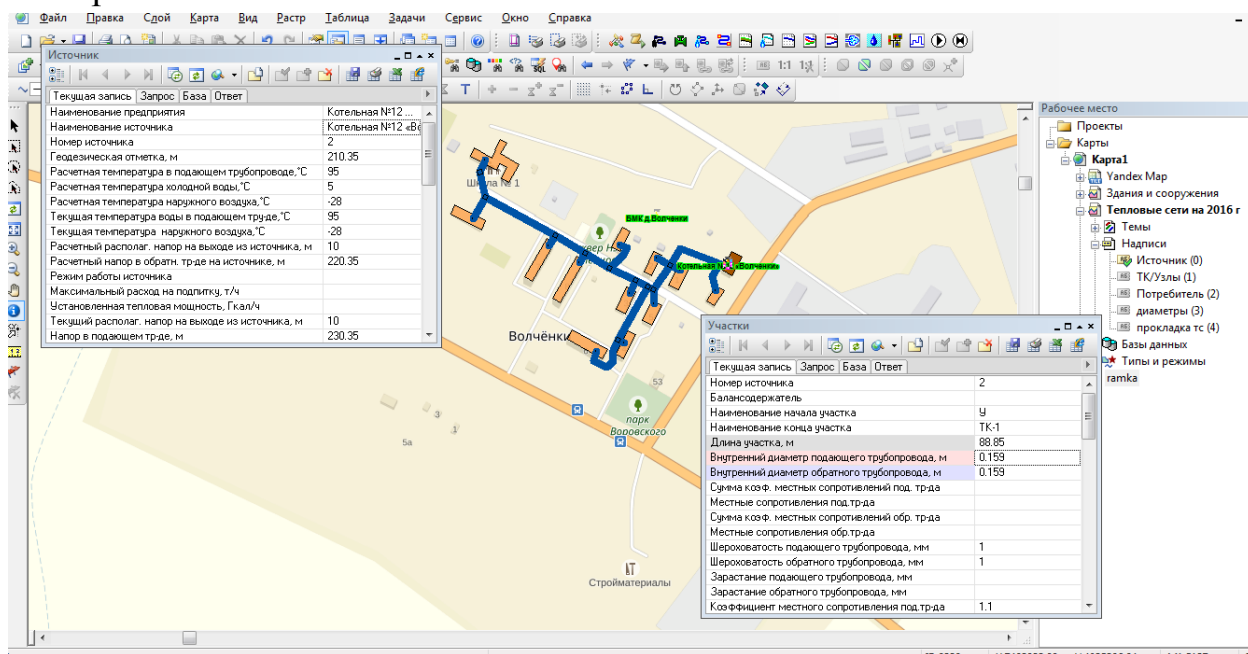 Файл Правка Слой Карта Вид Растр Таблица Задачи Сервис Окно Справка
1:1
Источник
Текущая запись Запрос База Ответ
Наименование предприятия Котельная №12 ...
Наименование источника Котельная №12 «Ве
Номер источника 2
Геодезическая отметка, м 210.35
Расчетная температура в подающем трубопроводе,°C 95
Расчетная температура холодной воды,°C 5
Расчетная температура наружного воздуха,°C -28
Текущая температура воды в подающем тру-де,°C 95
Текущая температура наружного воздуха,°C -28
Расчетный располаг. напор на выходе из источника, м 10
Расчетный напор в обратн. тр-де на источнике, м 220.35
Режим работы источника
Максимальный расход на подпитку, т/ч
Установленная тепловая мощность, Гкал/ч
Текущий располаг. напор на выходе из источника, м 10
Напор в подающем тр-де, м 230.35
БМК д.Волченки
Котельная «Волченки»
Волчёнки
53
парк
Воровского
3
1
5а
Стройматериалы
Участки
Текущая запись Запрос База Ответ
Номер источника 2
Балансодержатель
Наименование начала участка У
Наименование конца участка ТК-1
Длина участка, м 88.85
Внутренний диаметр подающего трубопровода, м 0.159
Внутренний диаметр обратного трубопровода, м 0.159
Сумма коэф. местных сопротивлений под. тр-да
Местные сопротивления под.тр-да
Сумма коэф. местных сопротивлений обр. тр-да
Местные сопротивления обр.тр-да
Шероховатость подающего трубопровода, мм 1
Шероховатость обратного трубопровода, мм 1
Зарастание подающего трубопровода, мм
Зарастание обратного трубопровода, мм
Коэффициент местного сопротивления под.тр-да 1.1
Рабочее место
Проекты
Карты
Карта1
Yandex Map
Здания и сооружения
Тепловые сети на 2016 г
Темы
Надписи
Источник (0)
ТК/Узлы (1)
Потребитель (2)
диаметры (3)
прокладка тс (4)
Базы данных
Типы и режимы
ramka